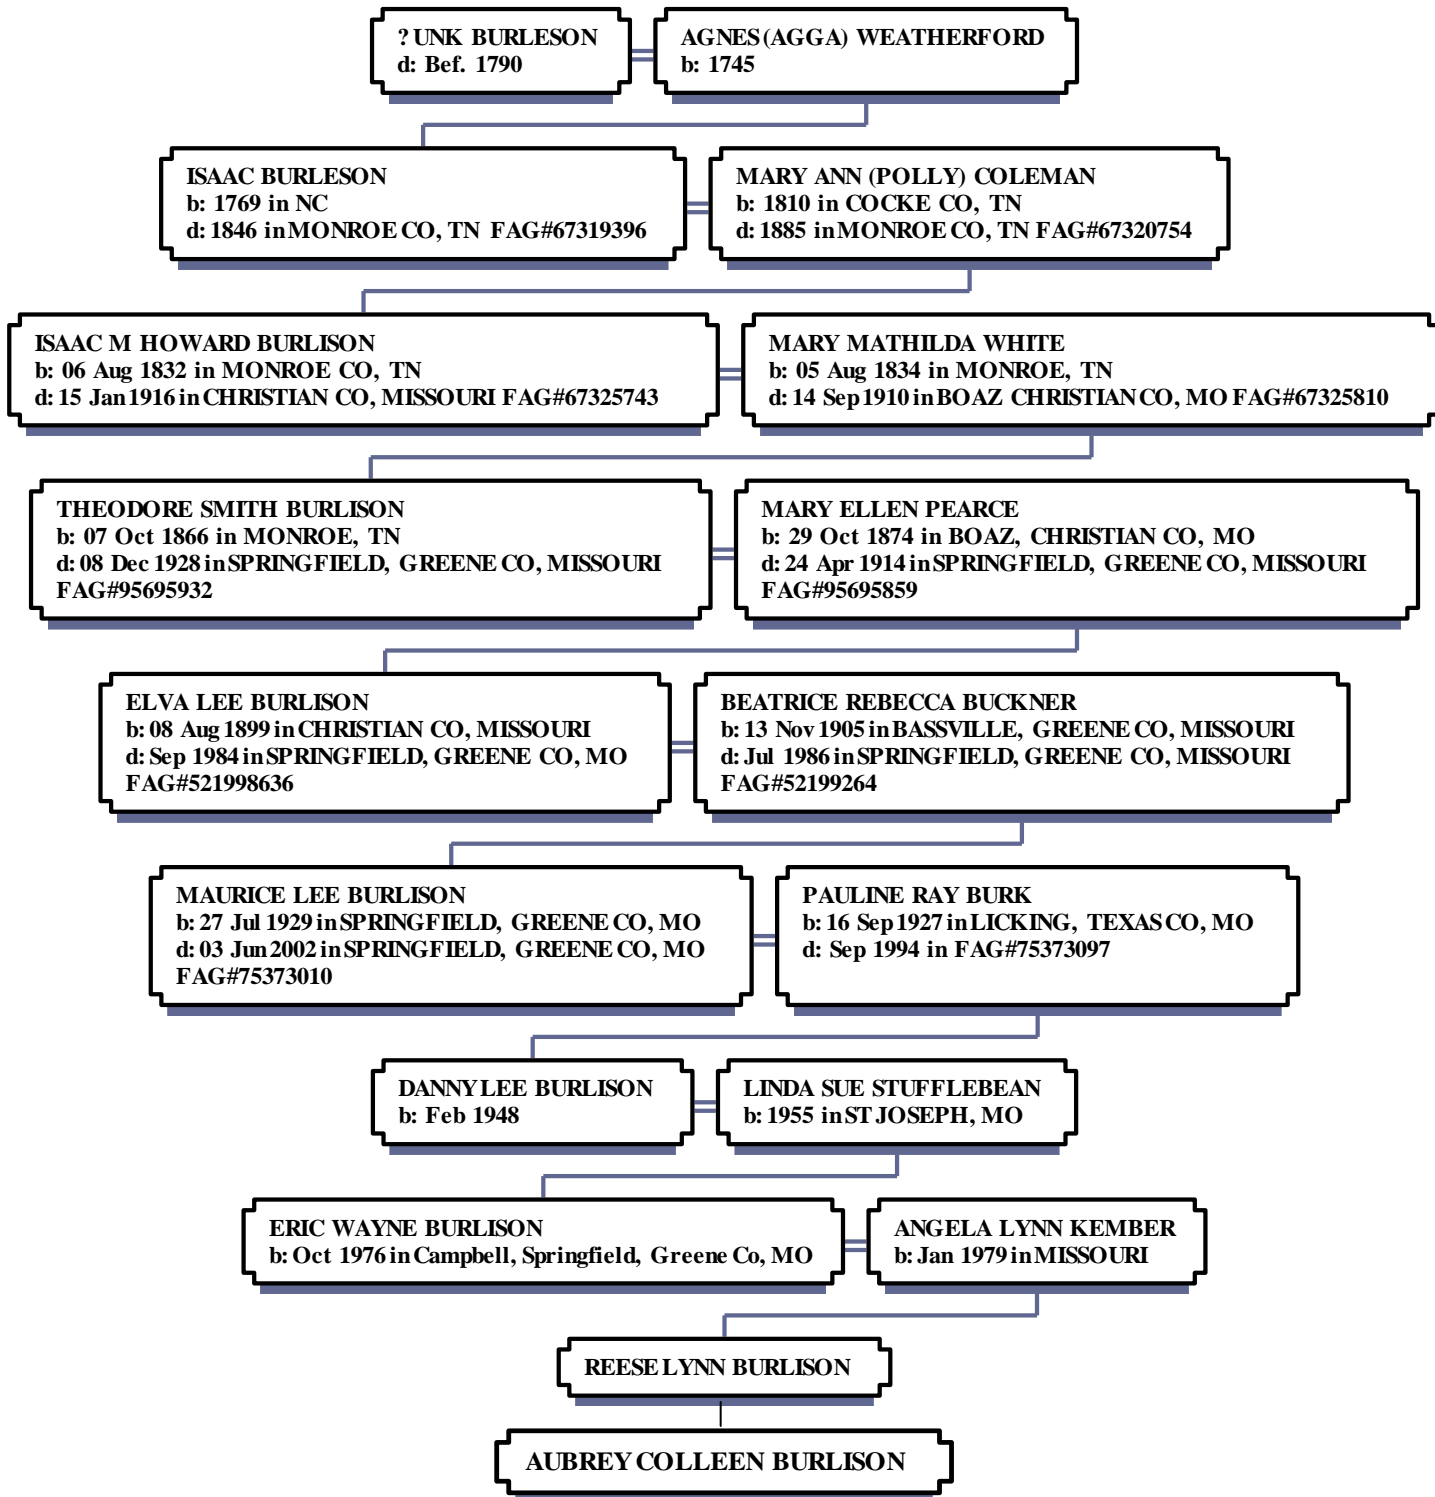 ? UNK BURLESON
d: Bef. 1790
AGNES (AGGA) WEATHERFORD
b: 1745
ISAAC BURLESON
b: 1769 in NC
d: 1846 in MONROE CO, TN FAG#67319396
MARY ANN (POLLY) COLEMAN
b: 1810 in COCKE CO, TN
d: 1885 in MONROE CO, TN FAG#67320754
ISAAC M HOWARD BURLISON
b: 06 Aug 1832 in MONROE CO, TN
d: 15 Jan 1916 in CHRISTIAN CO, MISSOURI FAG#67325743
MARY MATHILDA WHITE
b: 05 Aug 1834 in MONROE, TN
d: 14 Sep 1910 in BOAZ CHRISTIAN CO, MO FAG#67325810
THEODORE SMITH BURLISON
b: 07 Oct 1866 in MONROE, TN
d: 08 Dec 1928 in SPRINGFIELD, GREENE CO, MISSOURI
FAG#95695932
MARY ELLEN PEARCE
b: 29 Oct 1874 in BOAZ, CHRISTIAN CO, MO
d: 24 Apr 1914 in SPRINGFIELD, GREENE CO, MISSOURI
FAG#95695859
ELVA LEE BURLISON
b: 08 Aug 1899 in CHRISTIAN CO, MISSOURI
d: Sep 1984 in SPRINGFIELD, GREENE CO, MO
FAG#521998636
BEATRICE REBECCA BUCKNER
b: 13 Nov 1905 in BASSVILLE, GREENE CO, MISSOURI
d: Jul 1986 in SPRINGFIELD, GREENE CO, MISSOURI
FAG#52199264
MAURICE LEE BURLISON
b: 27 Jul 1929 in SPRINGFIELD, GREENE CO, MO
d: 03 Jun 2002 in SPRINGFIELD, GREENE CO, MO
FAG#75373010
PAULINE RAY BURK
b: 16 Sep 1927 in LICKING, TEXAS CO, MO
d: Sep 1994 in FAG#75373097
DANNY LEE BURLISON
b: Feb 1948
LINDA SUE STUFFLEBEAN
b: 1955 in ST JOSEPH, MO
ERIC WAYNE BURLISON
b: Oct 1976 in Campbell, Springfield, Greene Co, MO
ANGELA LYNN KEMBER
b: Jan 1979 in MISSOURI
REESE LYNN BURLISON
AUBREY COLLEEN BURLISON